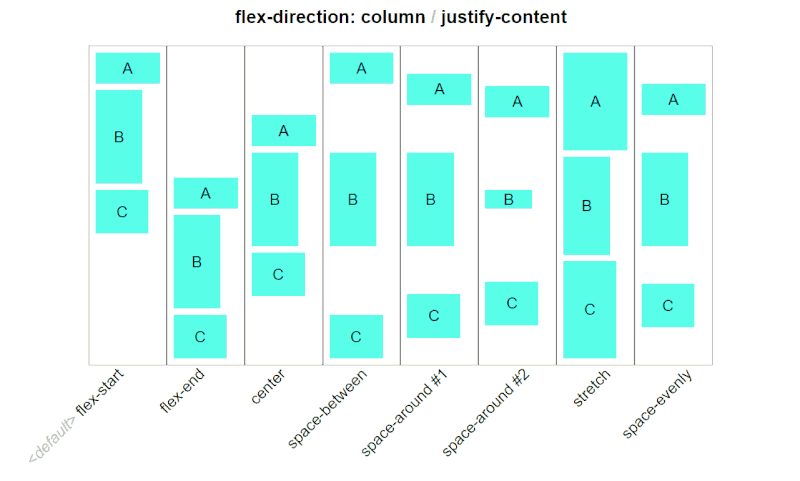 flex-direction: column / justify-content
A
B
C
A
B
C
A
B
C
A
B
C
A
B
C
A
B
C
A
B
C
A
B
C
<default> flex-start
flex-end
center
space-between
space-around #1
space-around #2
stretch
space-evenly